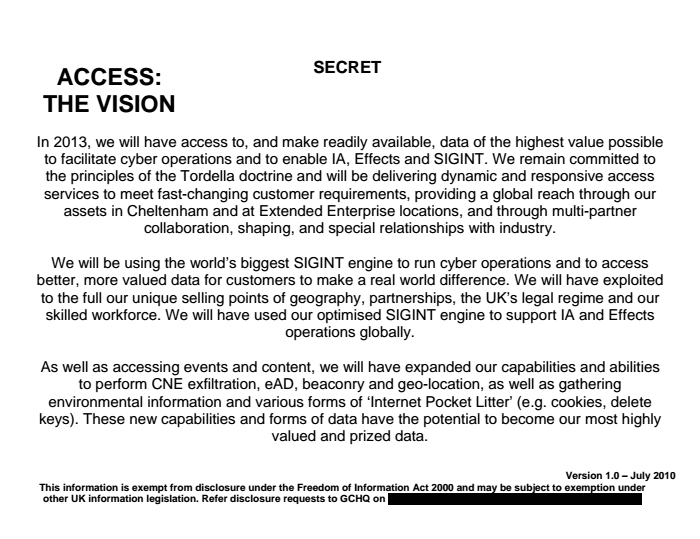 SECRET
ACCESS:
THE VISION
In 2013, we will have access to, and make readily available, data of the highest value possible
to facilitate cyber operations and to enable IA, Effects and SIGINT. We remain committed to
the principles of the Tordella doctrine and will be delivering dynamic and responsive access
services to meet fast-changing customer requirements, providing a global reach through our
assets in Cheltenham and at Extended Enterprise locations, and through multi-partner
collaboration, shaping, and special relationships with industry.
We will be using the world’s biggest SIGINT engine to run cyber operations and to access
better, more valued data for customers to make a real world difference. We will have exploited
to the full our unique selling points of geography, partnerships, the UK’s legal regime and our
skilled workforce. We will have used our optimised SIGINT engine to support IA and Effects
operations globally.
As well as accessing events and content, we will have expanded our capabilities and abilities
to perform CNE exfiltration, eAD, beaconry and geo-location, as well as gathering
environmental information and various forms of ‘Internet Pocket Litter’ (e.g. cookies, delete
keys). These new capabilities and forms of data have the potential to become our most highly
valued and prized data.
Version 1.0 – July 2010
This information is exempt from disclosure under the Freedom of Information Act 2000 and may be subject to exemption under
other UK information legislation. Refer disclosure requests to GCHQ on